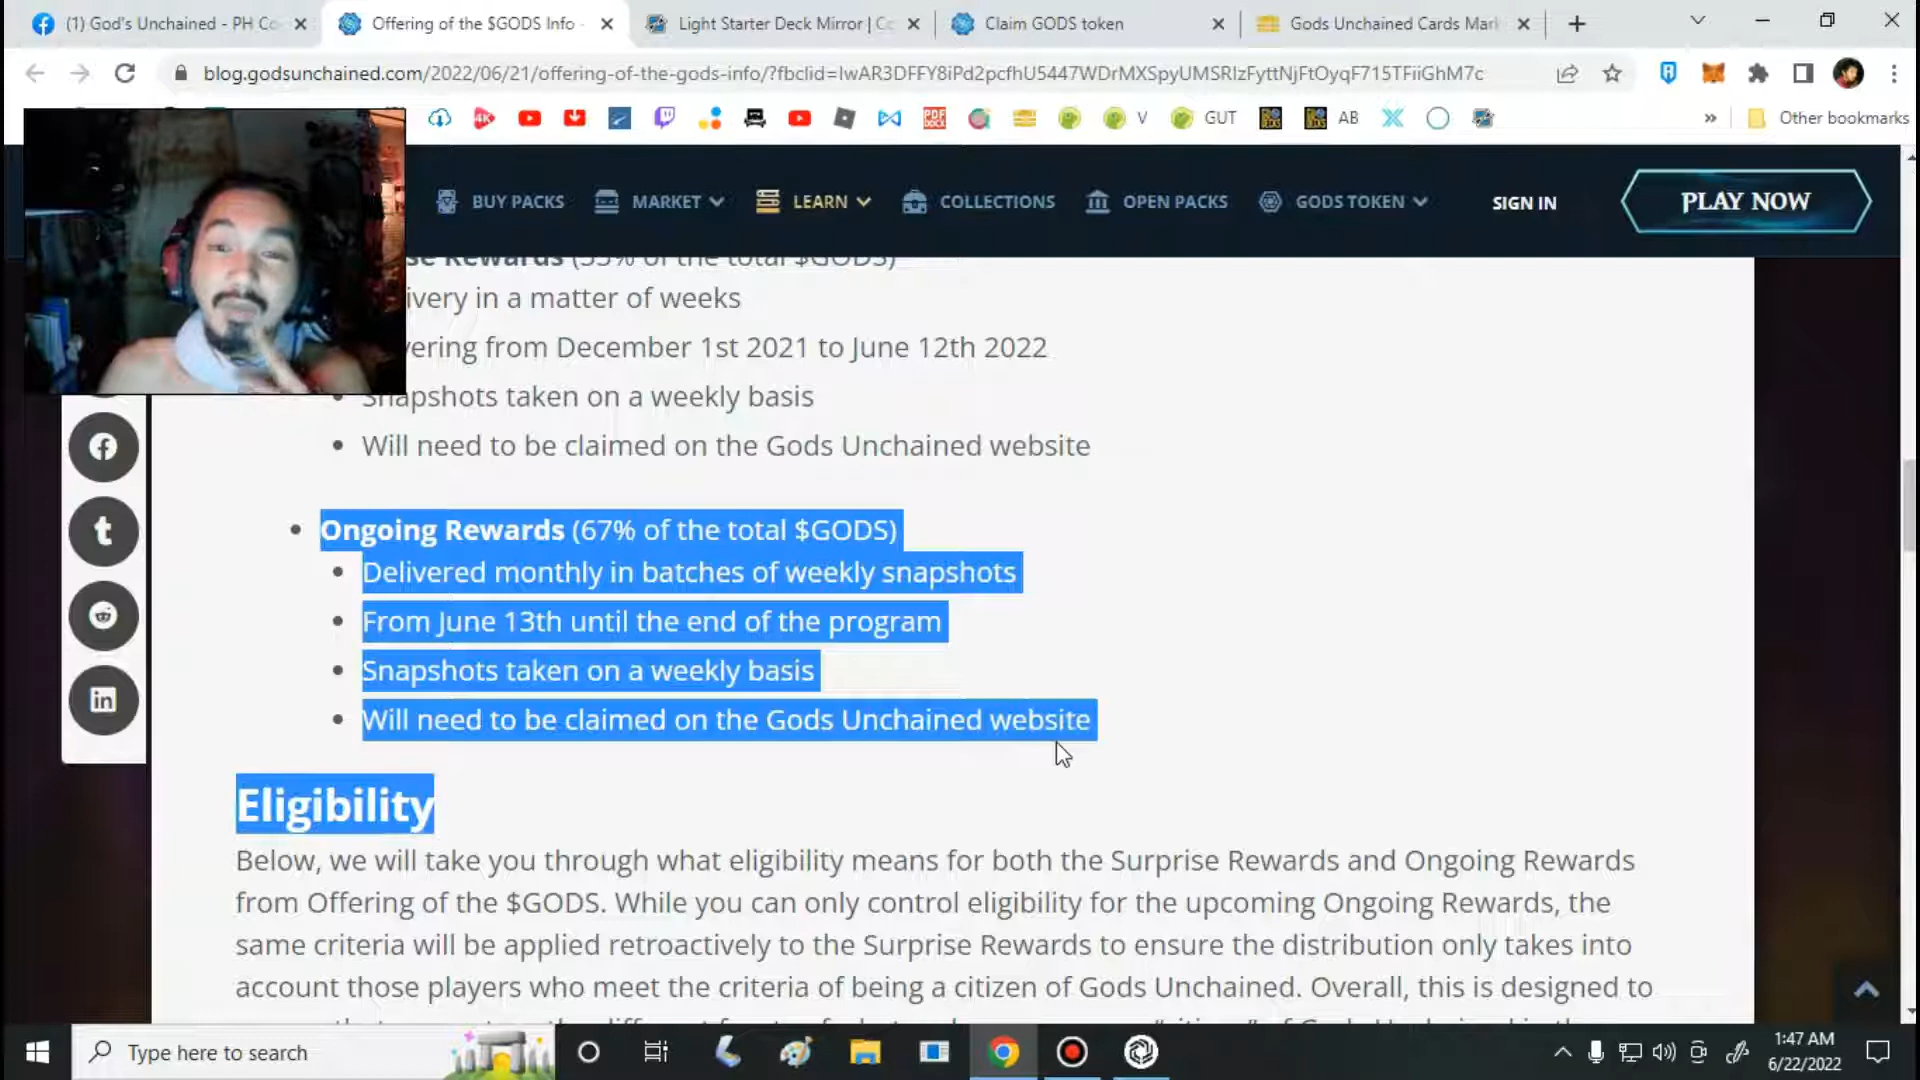 (1) God's Unchained - PH Co
Offering of the $GODS Info -
Light Starter Deck Mirror | Co
Claim GODS token
Gods Unchained Cards Mark
blog.godsunchained.com/2022/06/21/offering-of-the-gods-info/?fbclid=IwAR3DFFY8iPd2pcfhU5447WDrMXSpyUMSRIzFyttNjFtOyqF715TFiiGhM7c
4K
PDF
V
GUT
AB
»
Other bookmarks
BUY PACKS
MARKET
LEARN
COLLECTIONS
OPEN PACKS
GODS TOKEN
SIGN IN
PLAY NOW
se Rewards (33% of the total $GODS)
ivery in a matter of weeks
vering from December 1st 2021 to June 12th 2022
Snapshots taken on a weekly basis
Will need to be claimed on the Gods Unchained website
Ongoing Rewards (67% of the total $GODS)
Delivered monthly in batches of weekly snapshots
From June 13th until the end of the program
Snapshots taken on a weekly basis
Will need to be claimed on the Gods Unchained website
Eligibility
Below, we will take you through what eligibility means for both the Surprise Rewards and Ongoing Rewards
from Offering of the $GODS. While you can only control eligibility for the upcoming Ongoing Rewards, the
same criteria will be applied retroactively to the Surprise Rewards to ensure the distribution only takes into
account those players who meet the criteria of being a citizen of Gods Unchained. Overall, this is designed to
Type here to search
1:47 AM
6/22/2022